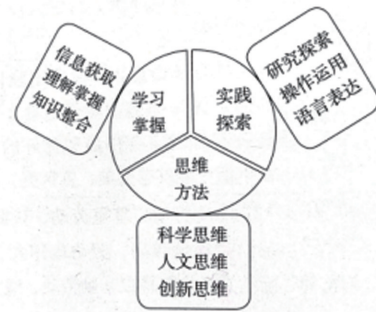 信息获取
理解掌握
知识整合
学习
掌握
实践
探索
研究探索
操作运用
语言表达
思维
方法
科学思维
人文思维
创新思维